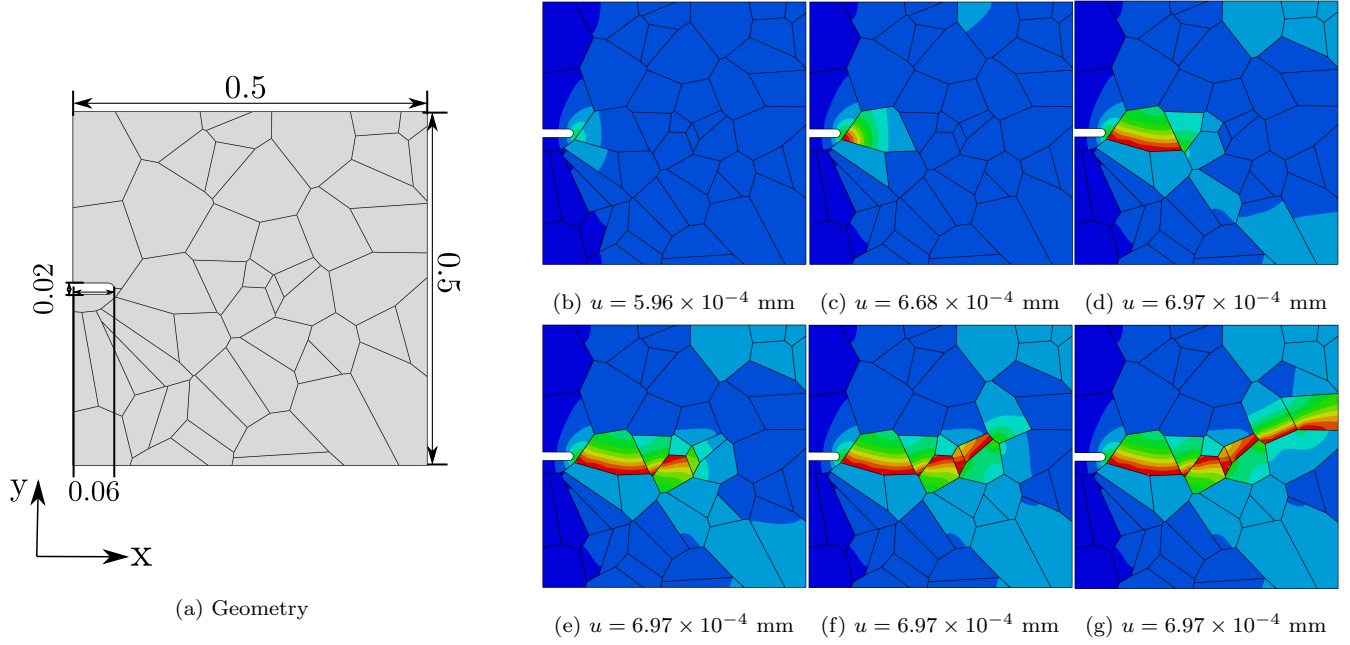 0.5
0.5
0.02
0.06
y
x
(a) Geometry
(b) u = 5.96 × 10⁻⁴ mm
(c) u = 6.68 × 10⁻⁴ mm
(d) u = 6.97 × 10⁻⁴ mm
(e) u = 6.97 × 10⁻⁴ mm
(f) u = 6.97 × 10⁻⁴ mm
(g) u = 6.97 × 10⁻⁴ mm